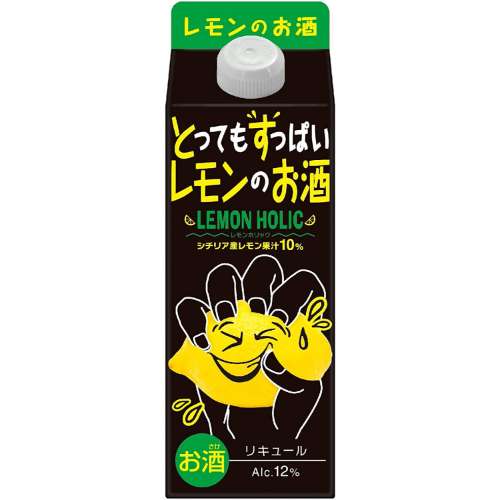 レモンのお酒
とってもすっぱい
レモンのお酒
LEMON HOLIC
レモンホリック
シチリア産レモン果汁10%
さけ
お酒
リキュール
Alc.12%